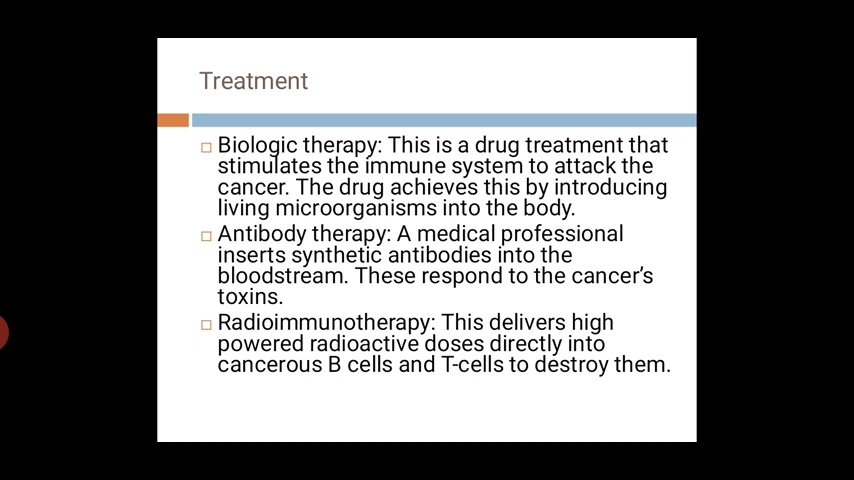 Treatment
Biologic therapy: This is a drug treatment that
stimulates the immune system to attack the
cancer. The drug achieves this by introducing
living microorganisms into the body.
Antibody therapy: A medical professional
inserts synthetic antibodies into the
bloodstream. These respond to the cancer’s
toxins.
Radioimmunotherapy: This delivers high
powered radioactive doses directly into
cancerous B cells and T-cells to destroy them.